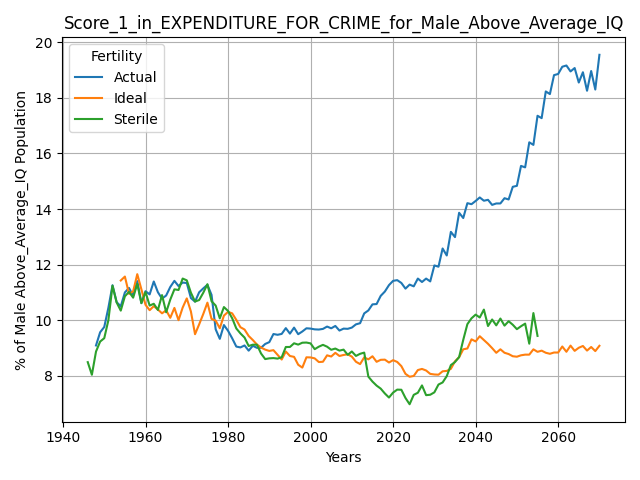 Score_1_in_EXPENDITURE_FOR_CRIME_for_Male_Above_Average_IQ
Fertility
Actual
Ideal
Sterile
% of Male Above_Average_IQ Population
20
18
16
14
12
10
8
1940
1960
1980
2000
2020
2040
2060
Years